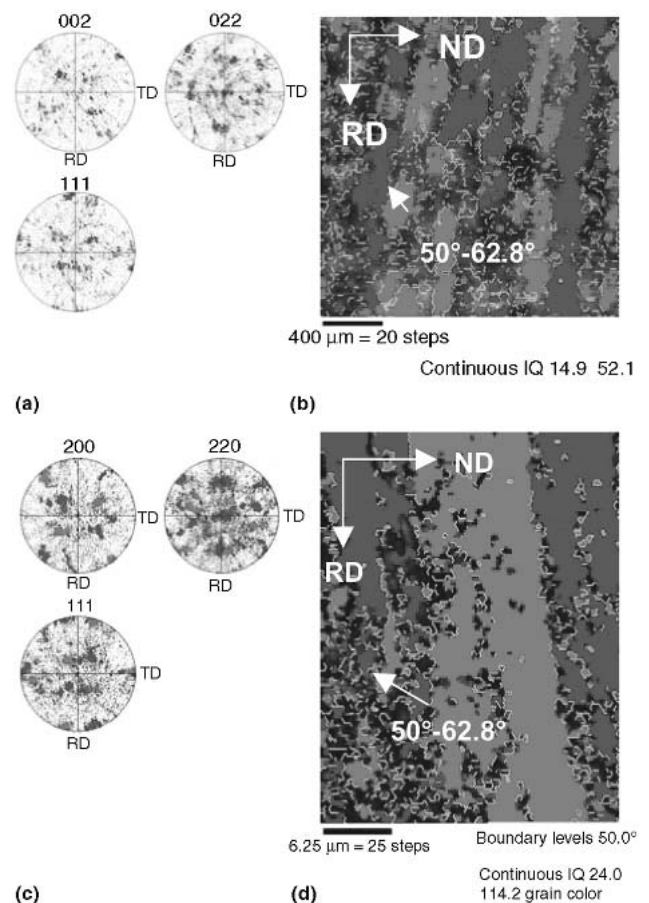 002
022
TD
TD
RD
RD
111
(a)
ND
RD
50°-62.8°
400 µm = 20 steps
Continuous IQ 14.9 52.1
(b)
200
220
TD
TD
RD
RD
111
TD
RD
(c)
ND
RD
50°-62.8°
6.25 µm = 25 steps
Boundary levels 50.0°
Continuous IQ 24.0
114.2 grain color
(d)